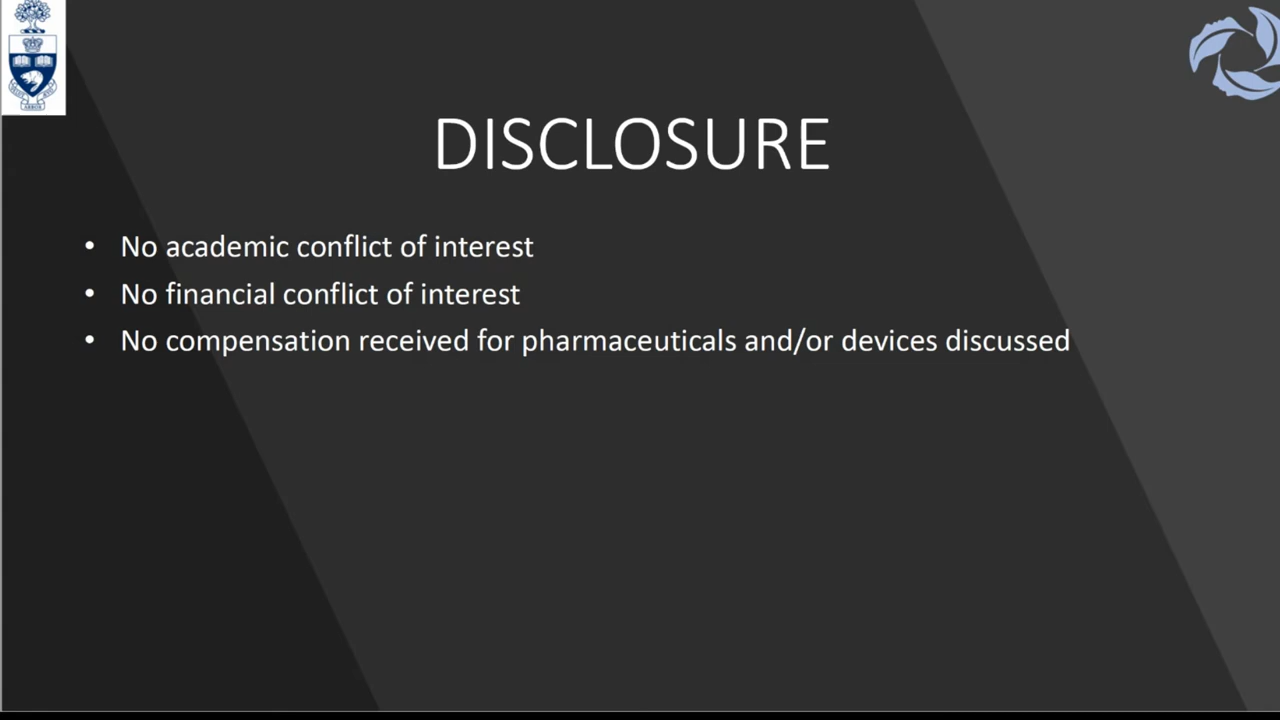 DISCLOSURE
• No academic conflict of interest
• No financial conflict of interest
• No compensation received for pharmaceuticals and/or devices discussed